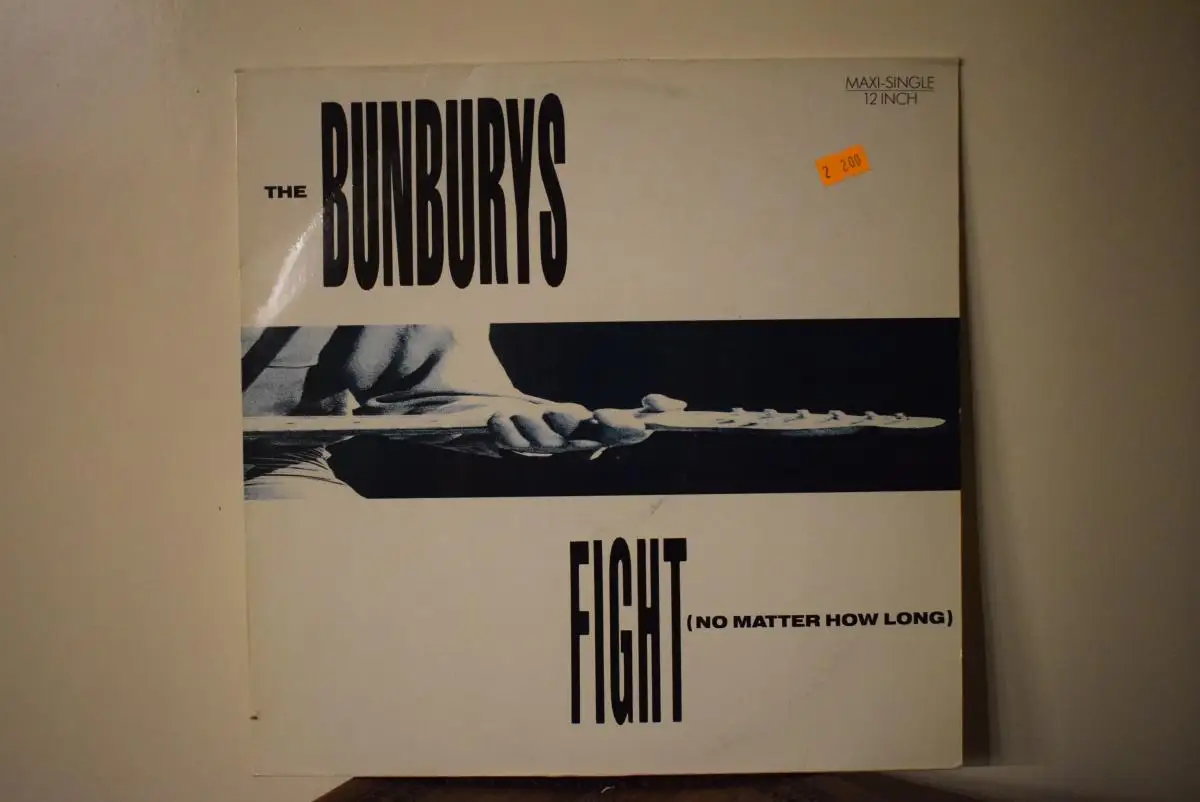 MAXI-SINGLE
12 INCH
THE BUNBURYS
2 200
FIGHT (NO MATTER HOW LONG)